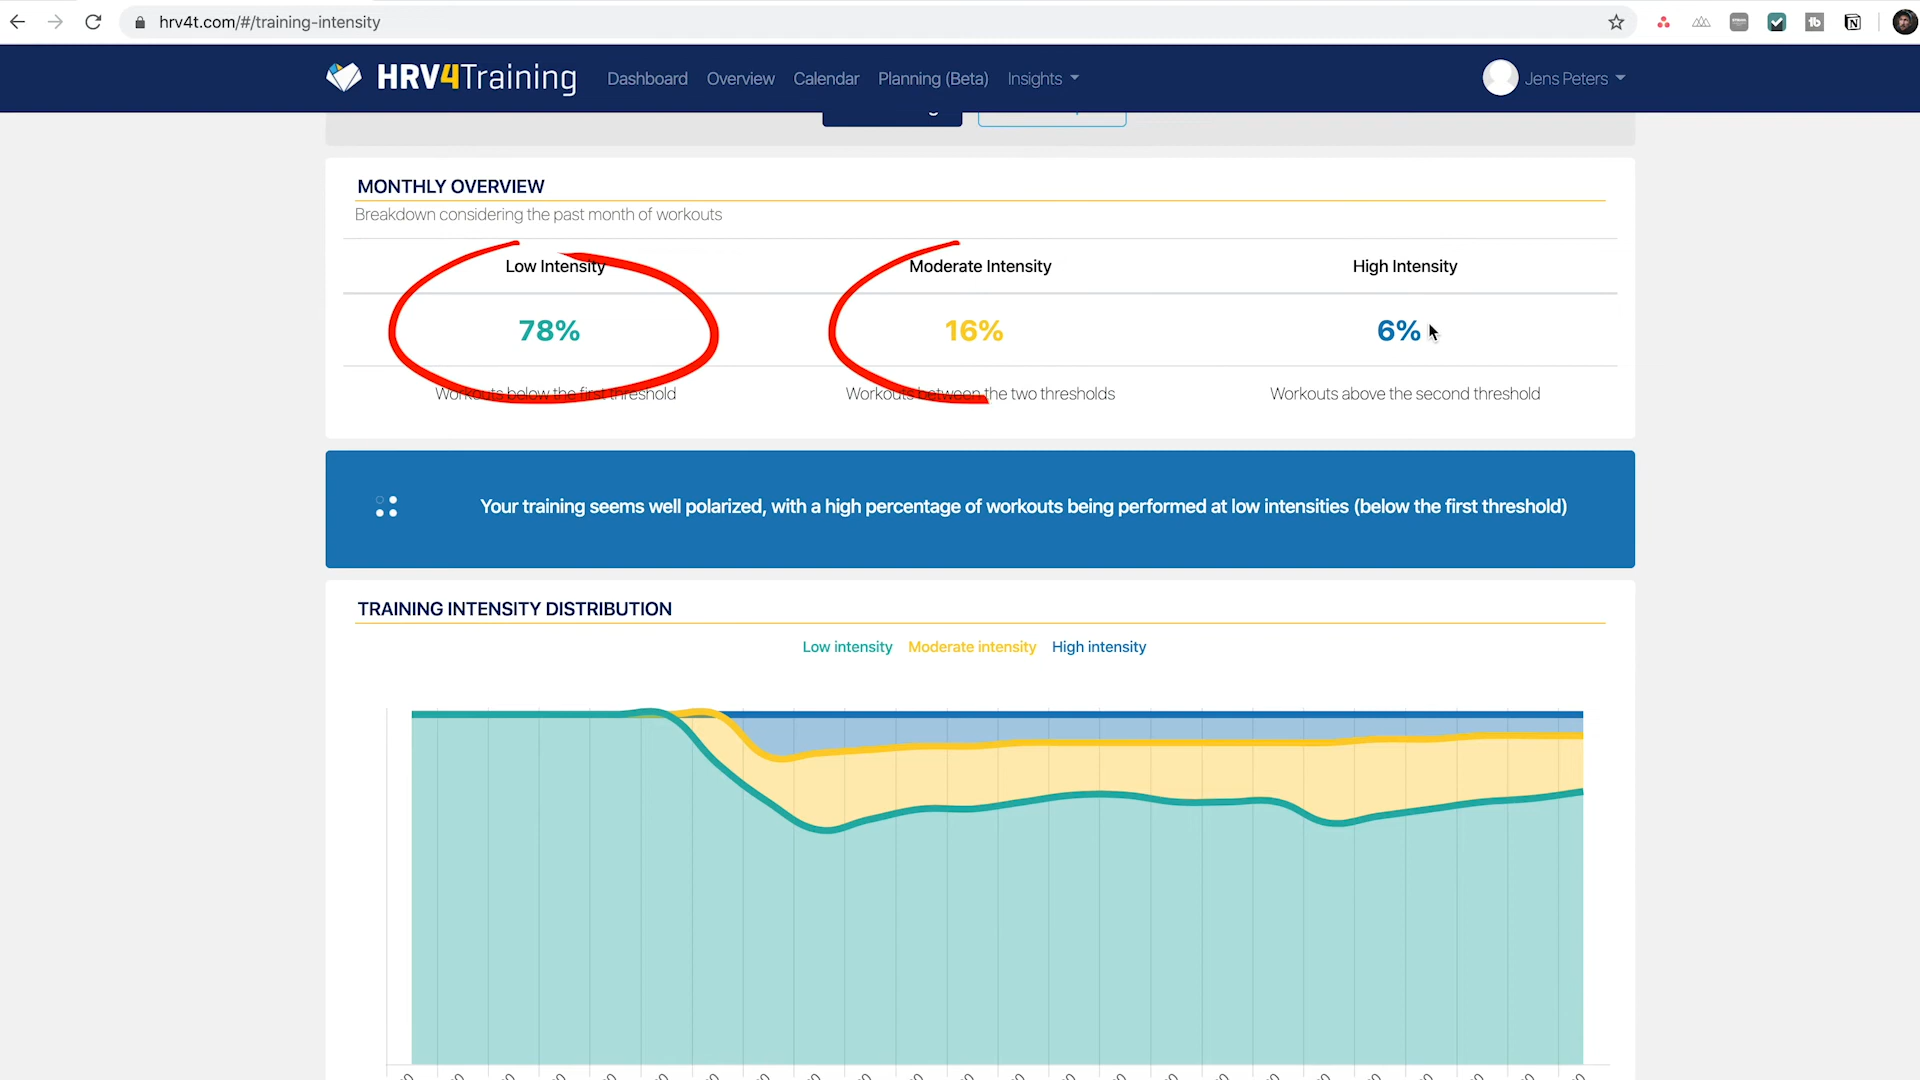 hrv4t.com/#/training-intensity
HRV4Training
Dashboard
Overview
Calendar
Planning (Beta)
Insights
Jens Peters
MONTHLY OVERVIEW
Breakdown considering the past month of workouts
Low Intensity
Moderate Intensity
High Intensity
78%
16%
6%
Workouts below the first threshold
Workouts between the two thresholds
Workouts above the second threshold
Your training seems well polarized, with a high percentage of workouts being performed at low intensities (below the first threshold)
TRAINING INTENSITY DISTRIBUTION
Low intensity
Moderate intensity
High intensity